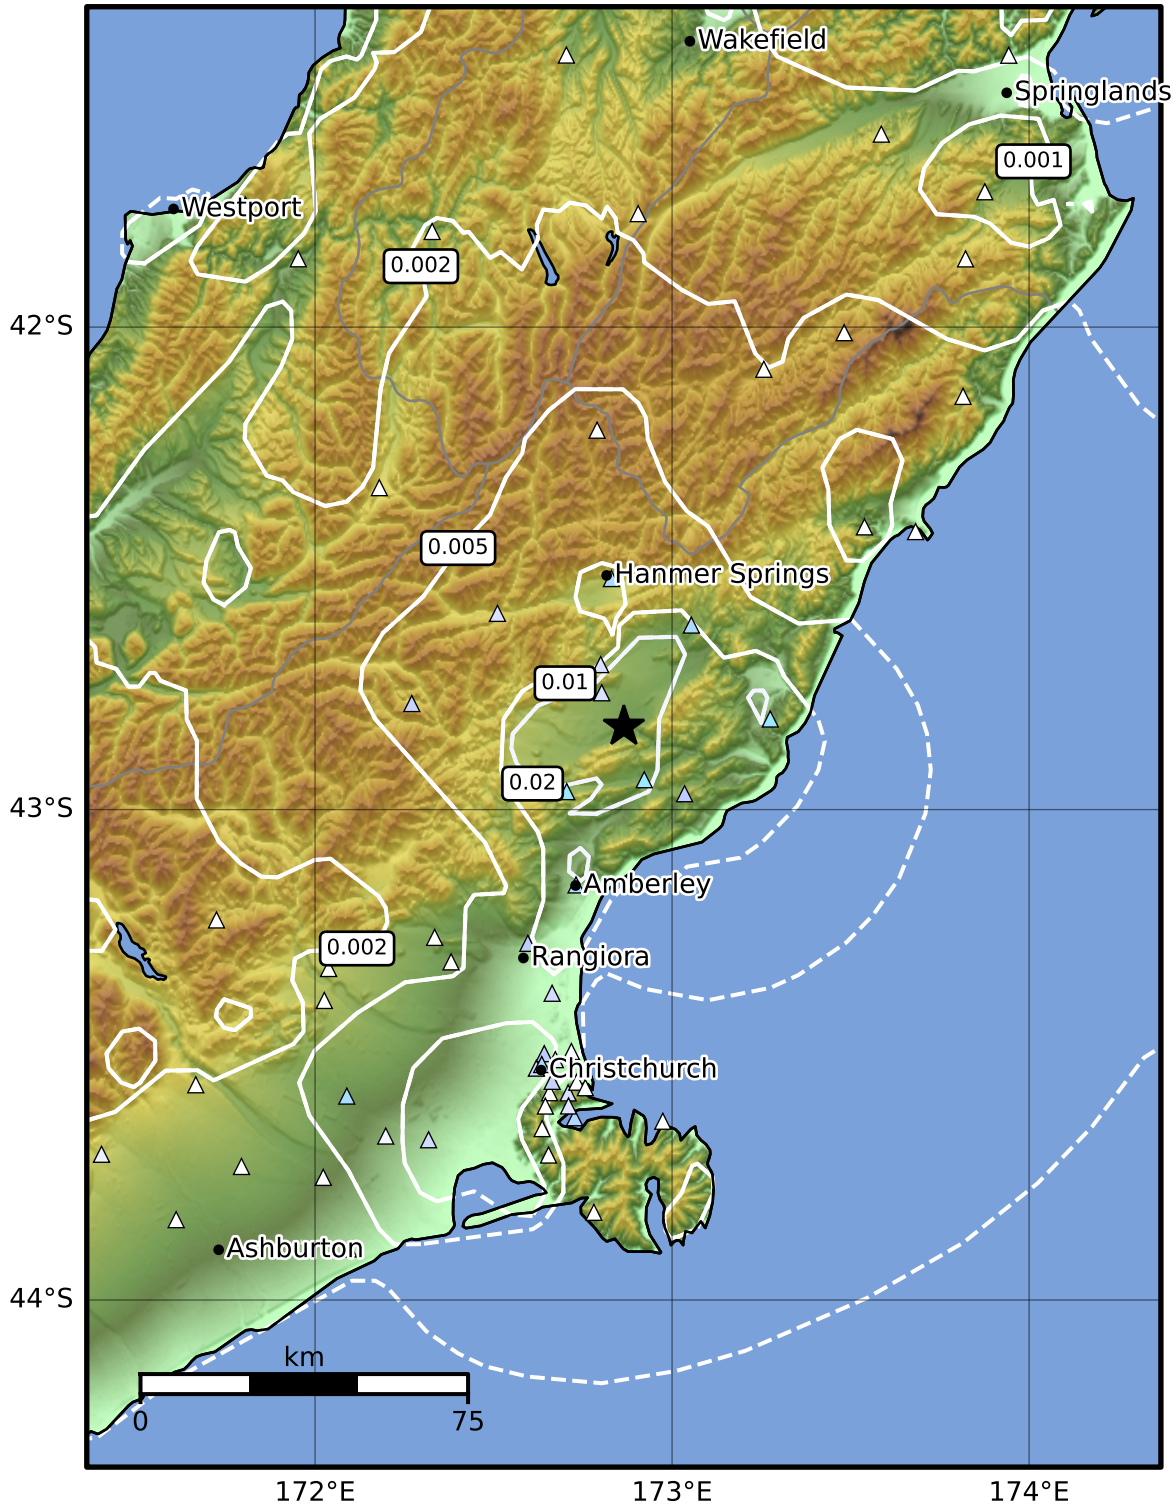 Wakefield
Springlands
0.001
Westport
0.002
42°S
0.005
Hanmer Springs
0.01
0.02
43°S
Amberley
0.002
Rangiora
Christchurch
Ashburton
44°S
km
0
75
172°E
173°E
174°E